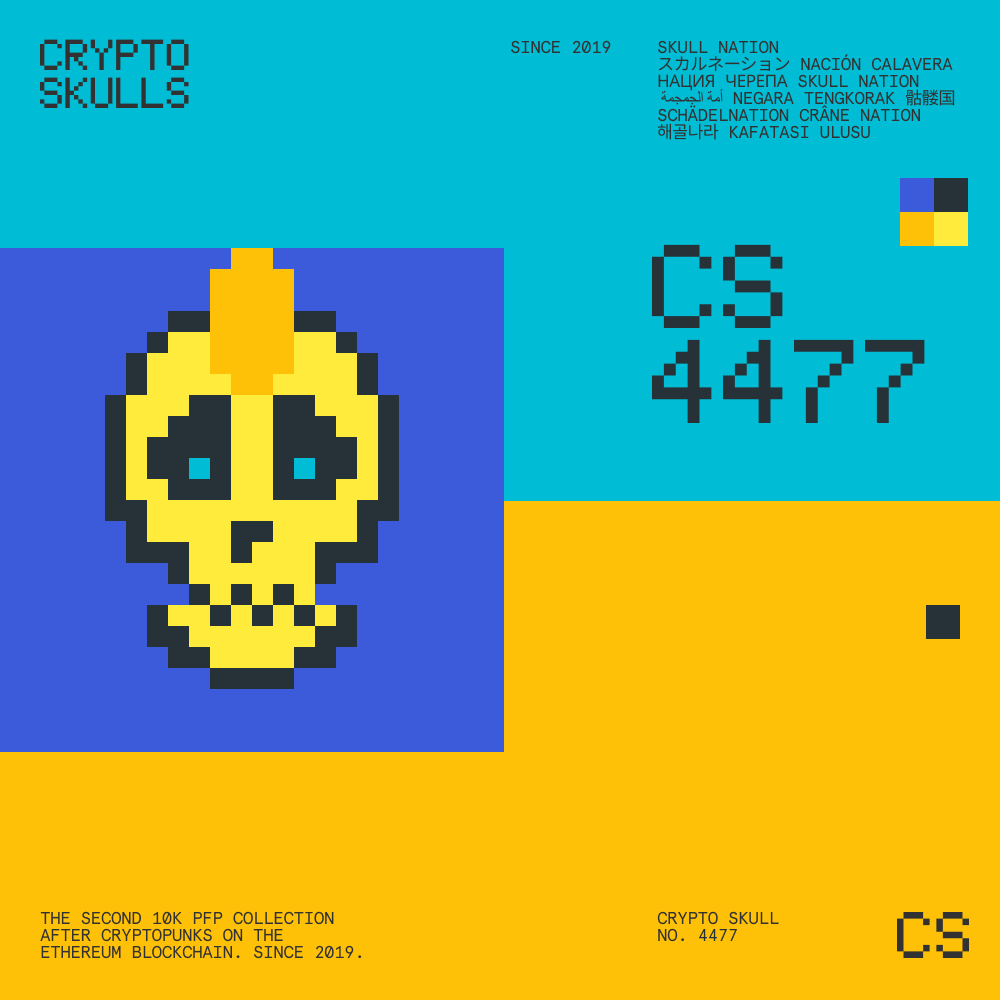 CRYPTO
SKULLS
SINCE 2019
SKULL NATION
スカルネーション NACIÓN CALAVERA
НАЦИЯ ЧЕРЕПА SKULL NATION
أمة الجمجمة NEGARA TENGKORAK 骷髅国
SCHÄDELNATION CRÂNE NATION
해골나라 KAFATASI ULUSU
CS
4477
THE SECOND 10K PFP COLLECTION
AFTER CRYPTOPUNKS ON THE
ETHEREUM BLOCKCHAIN. SINCE 2019.
CRYPTO SKULL
NO. 4477
CS